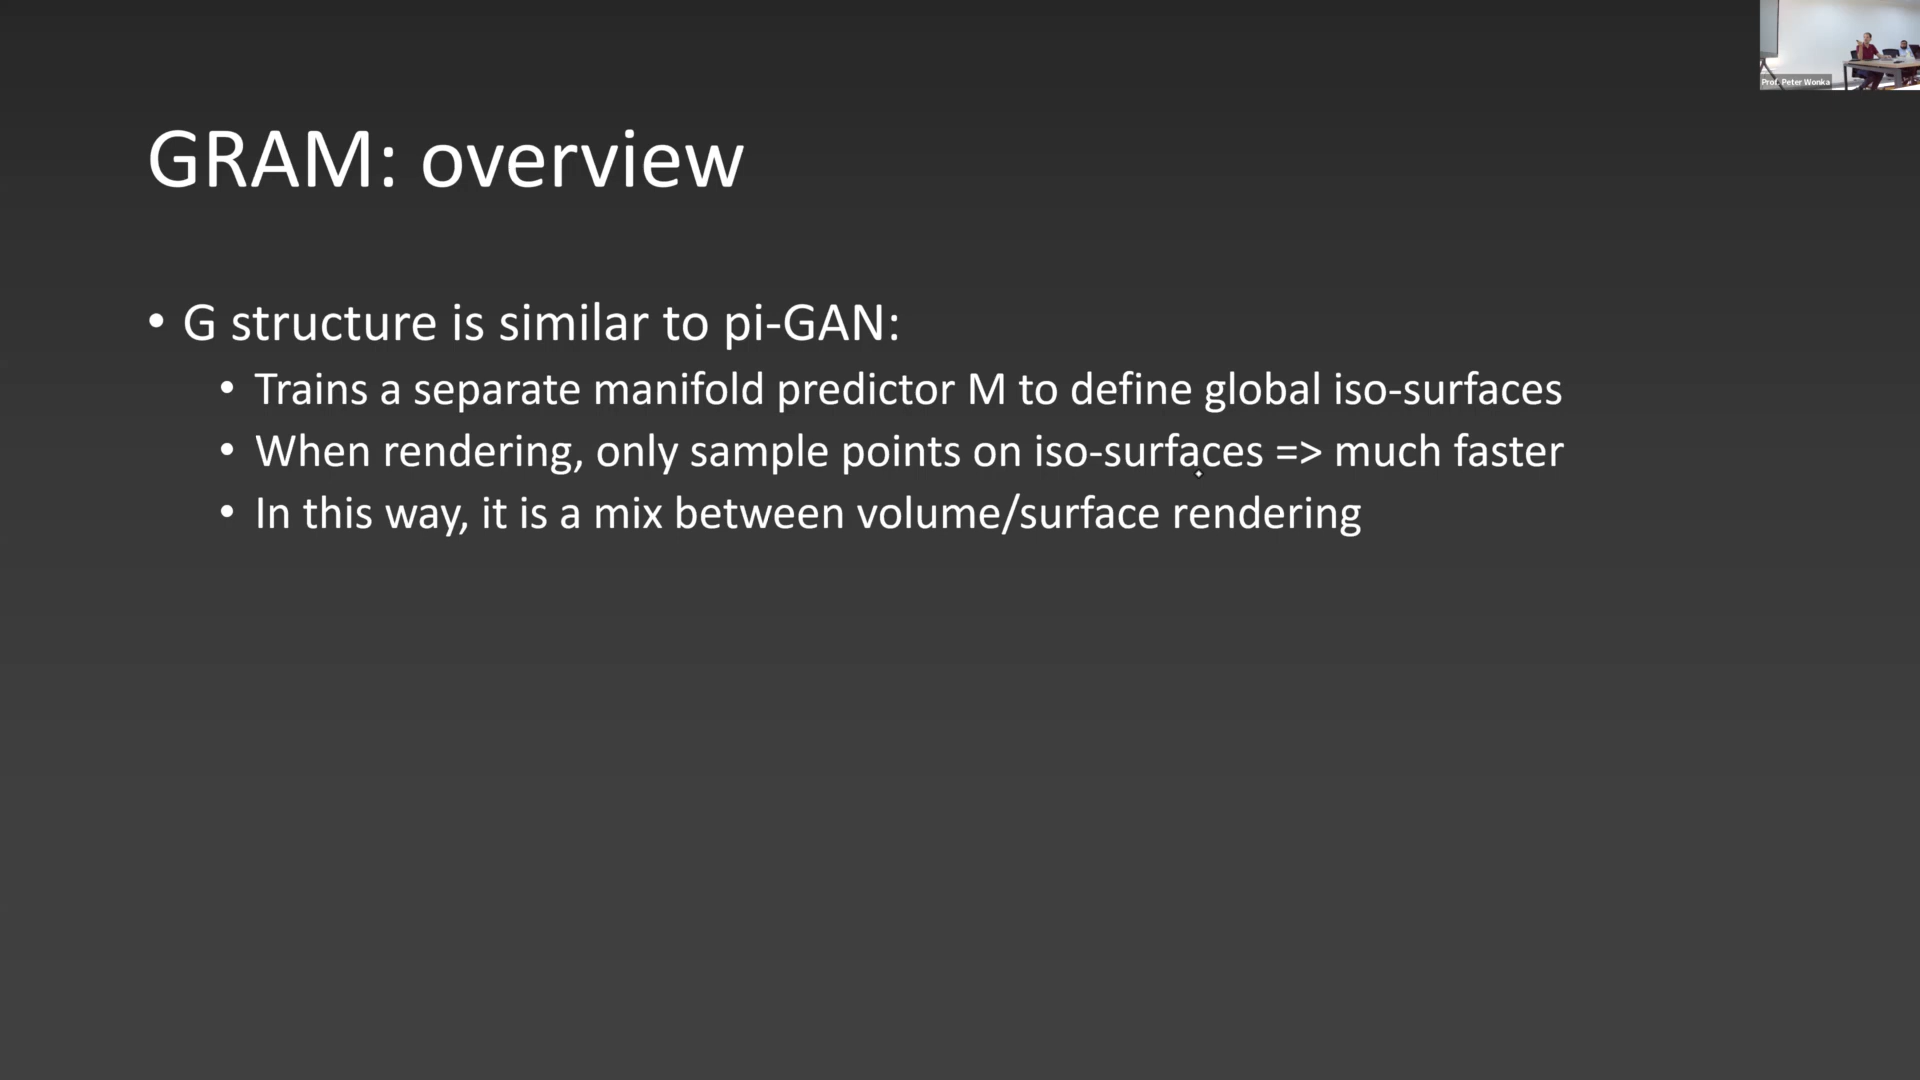 Prof. Peter Wonka
GRAM: overview
• G structure is similar to pi-GAN:
• Trains a separate manifold predictor M to define global iso-surfaces
• When rendering, only sample points on iso-surfaces => much faster
• In this way, it is a mix between volume/surface rendering